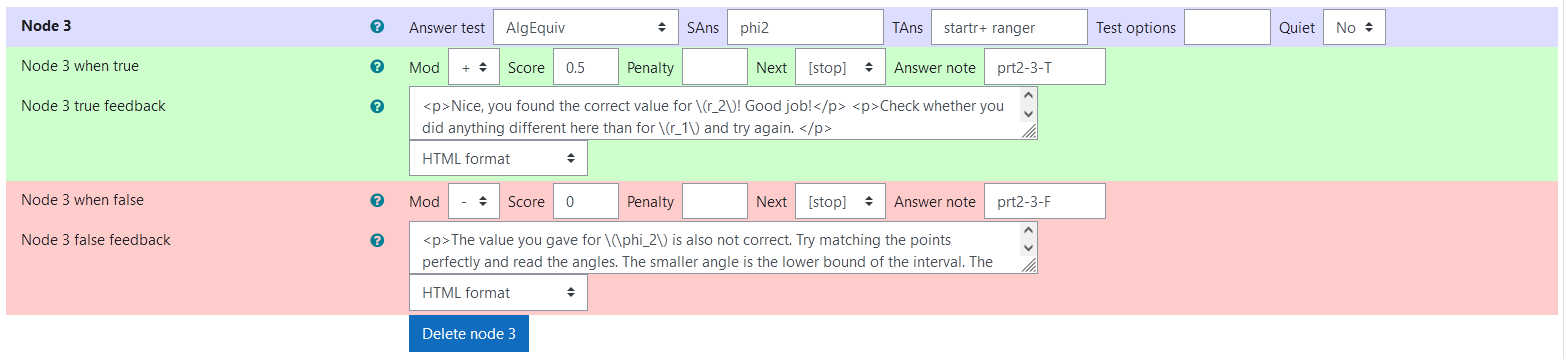 Node 3 Answer test AlgEquiv SAns phi2 TAns startr+ ranger Test options Quiet No
Node 3 when true Mod + Score 0.5 Penalty Next [stop] Answer note prt2-3-T
Node 3 true feedback <p>Nice, you found the correct value for \(r_2\)! Good job!</p> <p>Check whether you
did anything different here than for \(r_1\) and try again. </p>
HTML format
Node 3 when false Mod - Score 0 Penalty Next [stop] Answer note prt2-3-F
Node 3 false feedback <p>The value you gave for \(\phi_2\) is also not correct. Try matching the points
perfectly and read the angles. The smaller angle is the lower bound of the interval. The
HTML format
Delete node 3